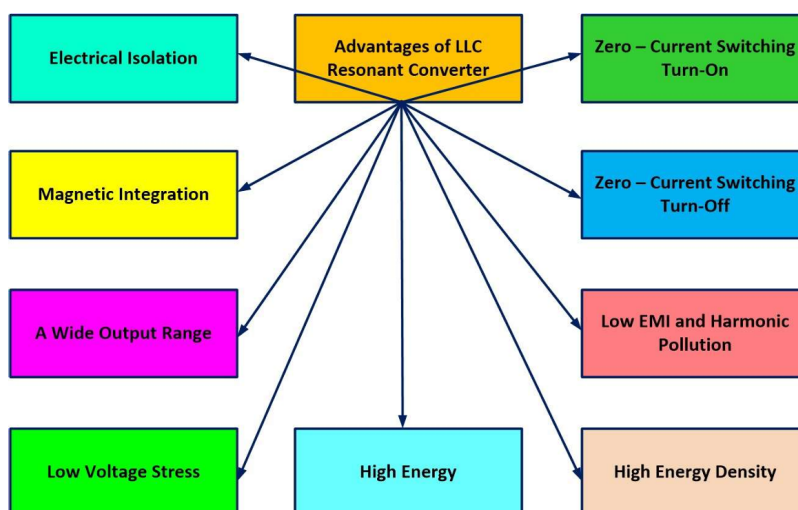 Electrical Isolation
Advantages of LLC
Resonant Converter
Zero – Current Switching
Turn-On
Magnetic Integration
Zero – Current Switching
Turn-Off
A Wide Output Range
Low EMI and Harmonic
Pollution
Low Voltage Stress
High Energy
High Energy Density